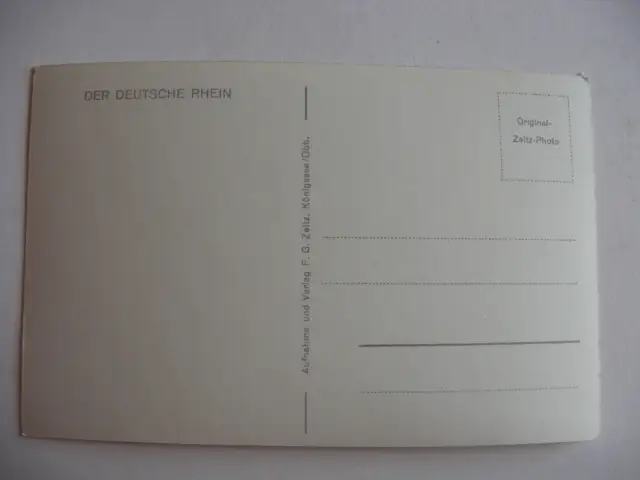 DER DEUTSCHE RHEIN
Aufnahme und Verlag F. G. Zeitz, Königssee/Obb.
Original-
Zeitz-Photo